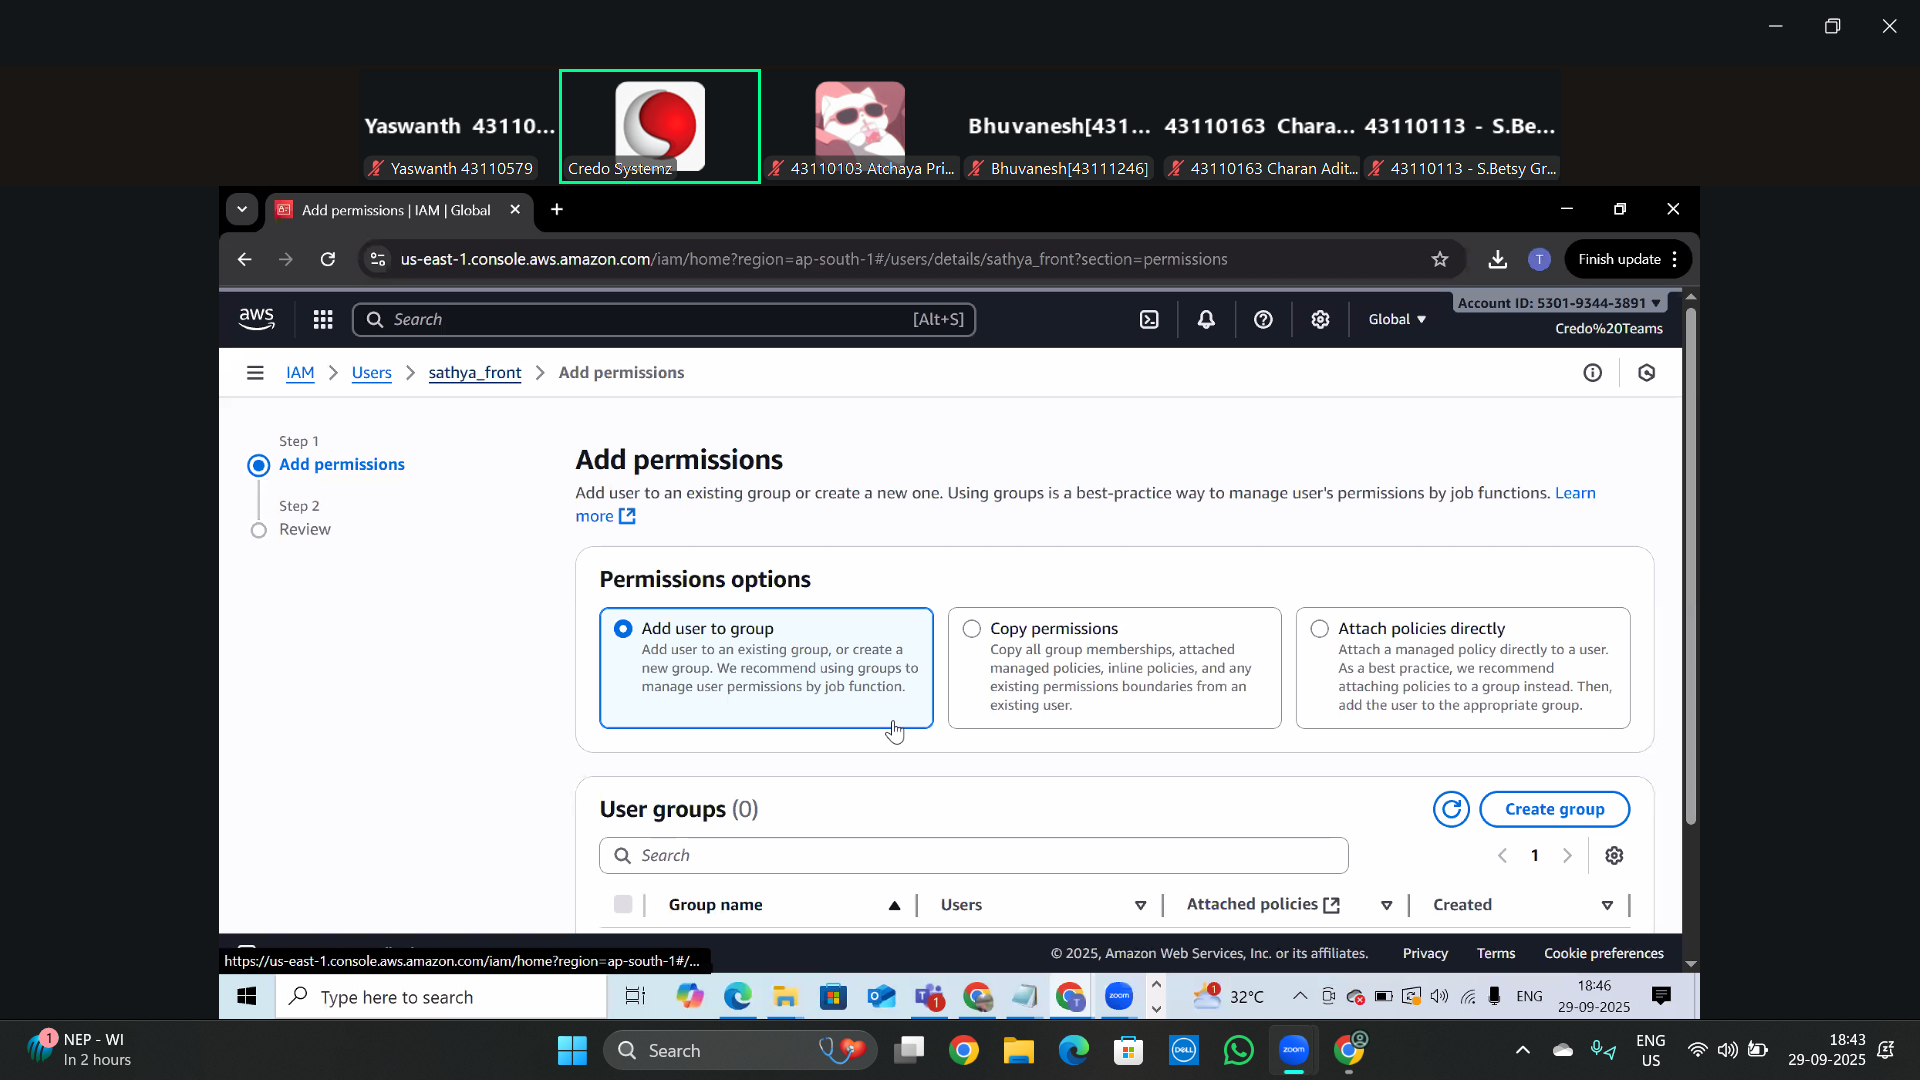 Yaswanth 43110...
Bhuvanesh[431...
43110163 Chara...
43110113 - S.Be...
Yaswanth 43110579
Credo Systemz
43110103 Atchaya Pri...
Bhuvanesh[43111246]
43110163 Charan Adit...
43110113 - S.Betsy Gr...
Add permissions | IAM | Global
us-east-1.console.aws.amazon.com/iam/home?region=ap-south-1#/users/details/sathya_front?section=permissions
T
Finish update
aws
Search
[Alt+S]
Global
Account ID: 5301-9344-3891
Credo%20Teams
IAM
Users
sathya_front
Add permissions
Step 1
Add permissions
Step 2
Review
Add permissions
Add user to an existing group or create a new one. Using groups is a best-practice way to manage user's permissions by job functions. Learn
more
Permissions options
Add user to group
Add user to an existing group, or create a
new group. We recommend using groups to
manage user permissions by job function.
Copy permissions
Copy all group memberships, attached
managed policies, inline policies, and any
existing permissions boundaries from an
existing user.
Attach policies directly
Attach a managed policy directly to a user.
As a best practice, we recommend
attaching policies to a group instead. Then,
add the user to the appropriate group.
User groups (0)
Create group
Search
1
Group name
Users
Attached policies
Created
© 2025, Amazon Web Services, Inc. or its affiliates.
Privacy
Terms
Cookie preferences
https://us-east-1.console.aws.amazon.com/iam/home?region=ap-south-1#/...
Type here to search
1
T
zoom
1
32°C
ENG
18:46
29-09-2025
1
NEP - WI
In 2 hours
Search
DELL
zoom
ENG
US
18:43
29-09-2025